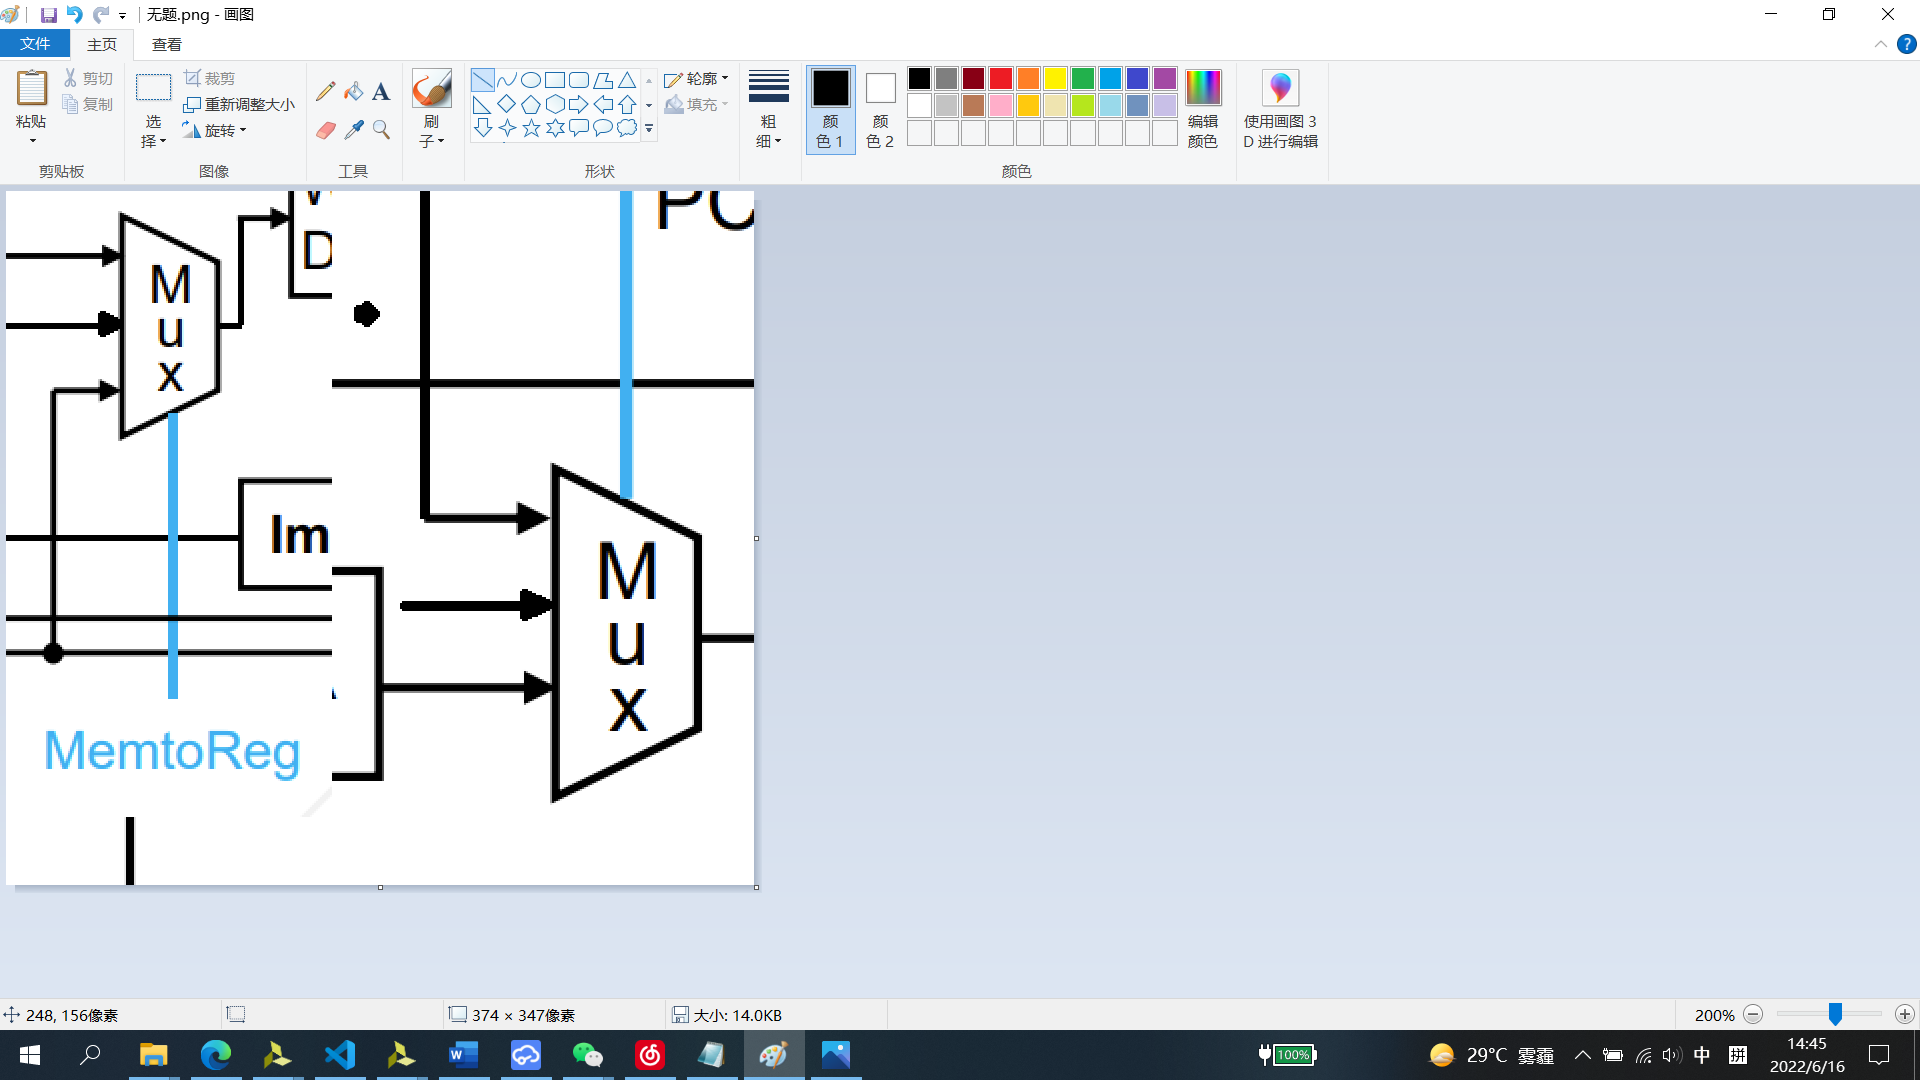 无题.png - 画图
文件 主页 查看
粘贴
剪切
复制
剪贴板
选
择
裁剪
重新调整大小
旋转
图像
A
工具
刷
子
形状
轮廓
填充
粗
细
颜
色 1
颜
色 2
颜色
编辑
颜色
使用画图 3
D 进行编辑
?
M
u
x
D
PC
Im
MemtoReg
M
u
x
248, 156像素
374 × 347像素
大小: 14.0KB
200%
100%
29°C 雾霾
中
拼
14:45
2022/6/16